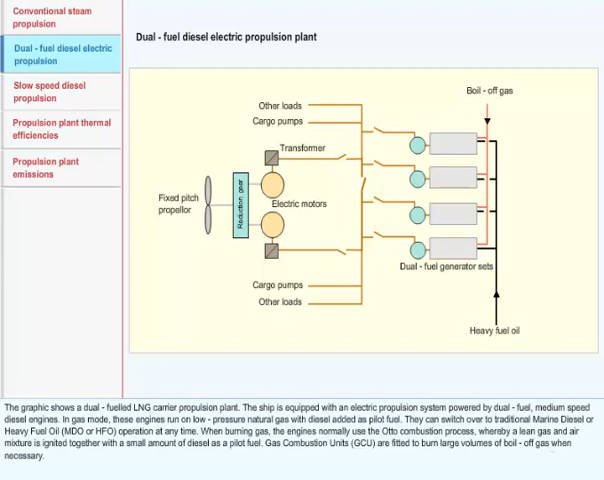 Conventional steam
propulsion
Dual - fuel diesel electric
propulsion
Slow speed diesel
propulsion
Propulsion plant thermal
efficiencies
Propulsion plant
emissions
Dual - fuel diesel electric propulsion plant
Boil - off gas
Other loads
Cargo pumps
Transformer
Fixed pitch
propellor
Reduction gear
Electric motors
Cargo pumps
Other loads
Dual - fuel generator sets
Heavy fuel oil
The graphic shows a dual - fuelled LNG carrier propulsion plant. The ship is equipped with an electric propulsion system powered by dual - fuel, medium speed
diesel engines. In gas mode, these engines run on low - pressure natural gas with diesel added as pilot fuel. They can switch over to traditional Marine Diesel or
Heavy Fuel Oil (MDO or HFO) operation at any time. When burning gas, the engines normally use the Otto combustion process, whereby a lean gas and air
mixture is ignited together with a small amount of diesel as a pilot fuel. Gas Combustion Units (GCU) are fitted to burn large volumes of boil - off gas when
necessary.